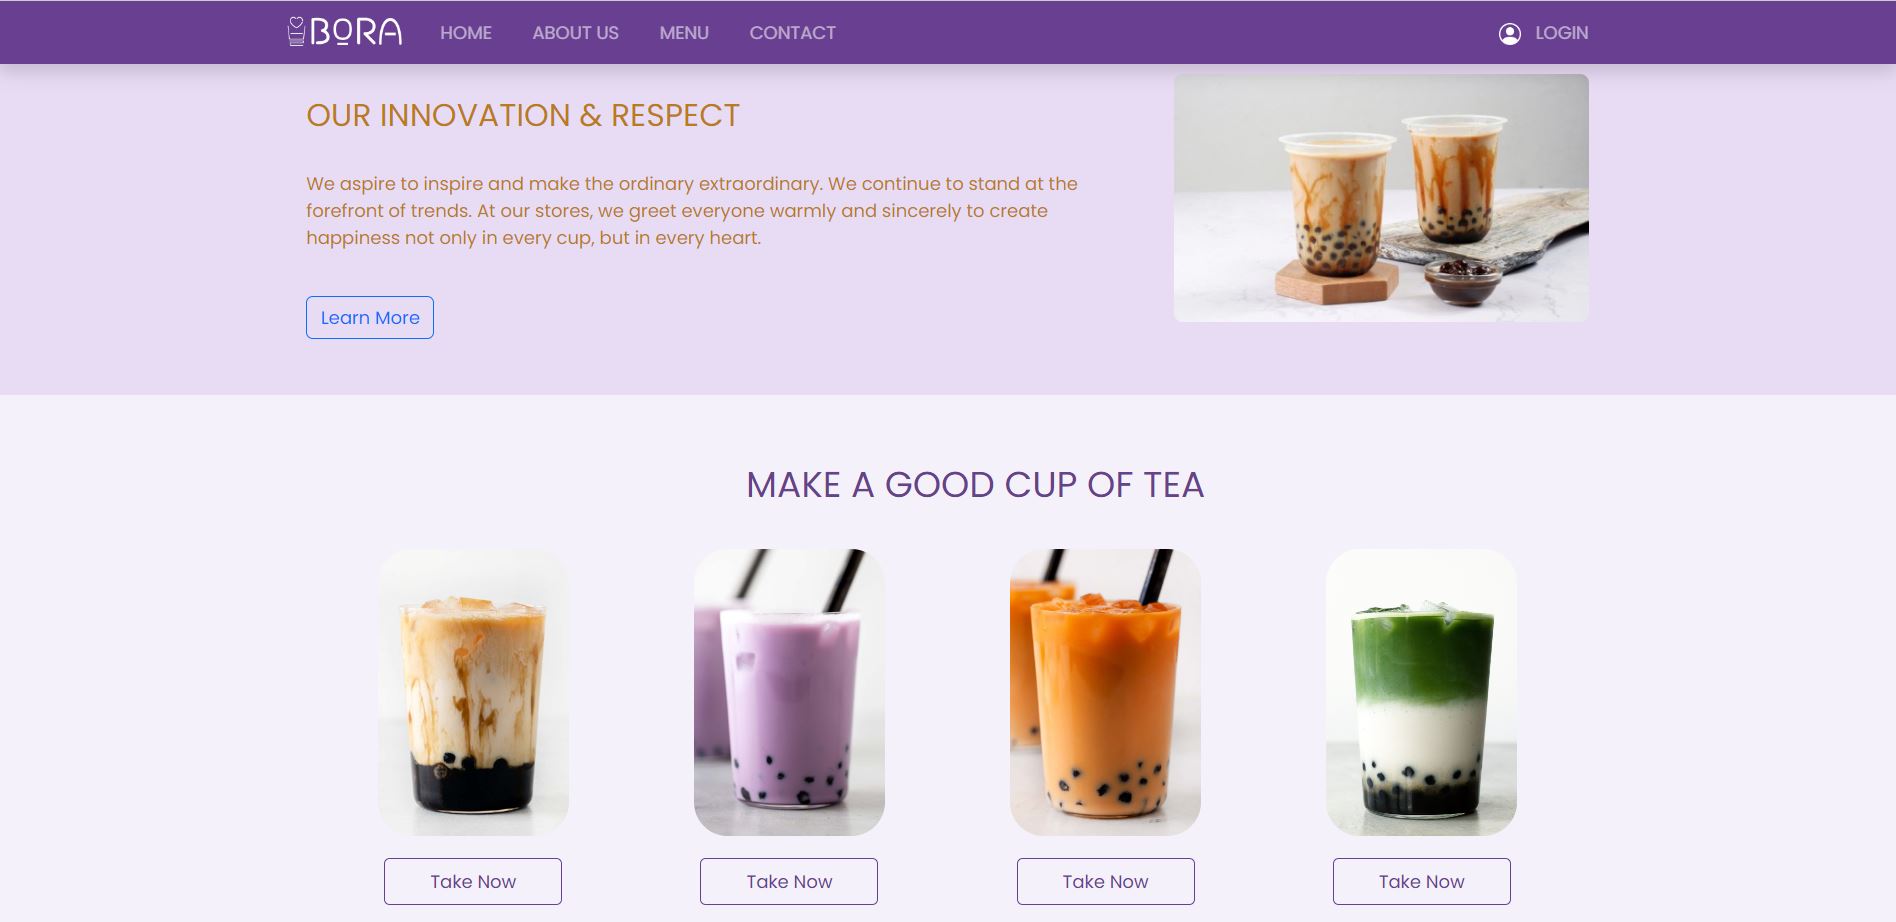 BORA
HOME ABOUT US MENU CONTACT LOGIN
OUR INNOVATION & RESPECT
We aspire to inspire and make the ordinary extraordinary. We continue to stand at the
forefront of trends. At our stores, we greet everyone warmly and sincerely to create
happiness not only in every cup, but in every heart.
Learn More
MAKE A GOOD CUP OF TEA
Take Now Take Now Take Now Take Now